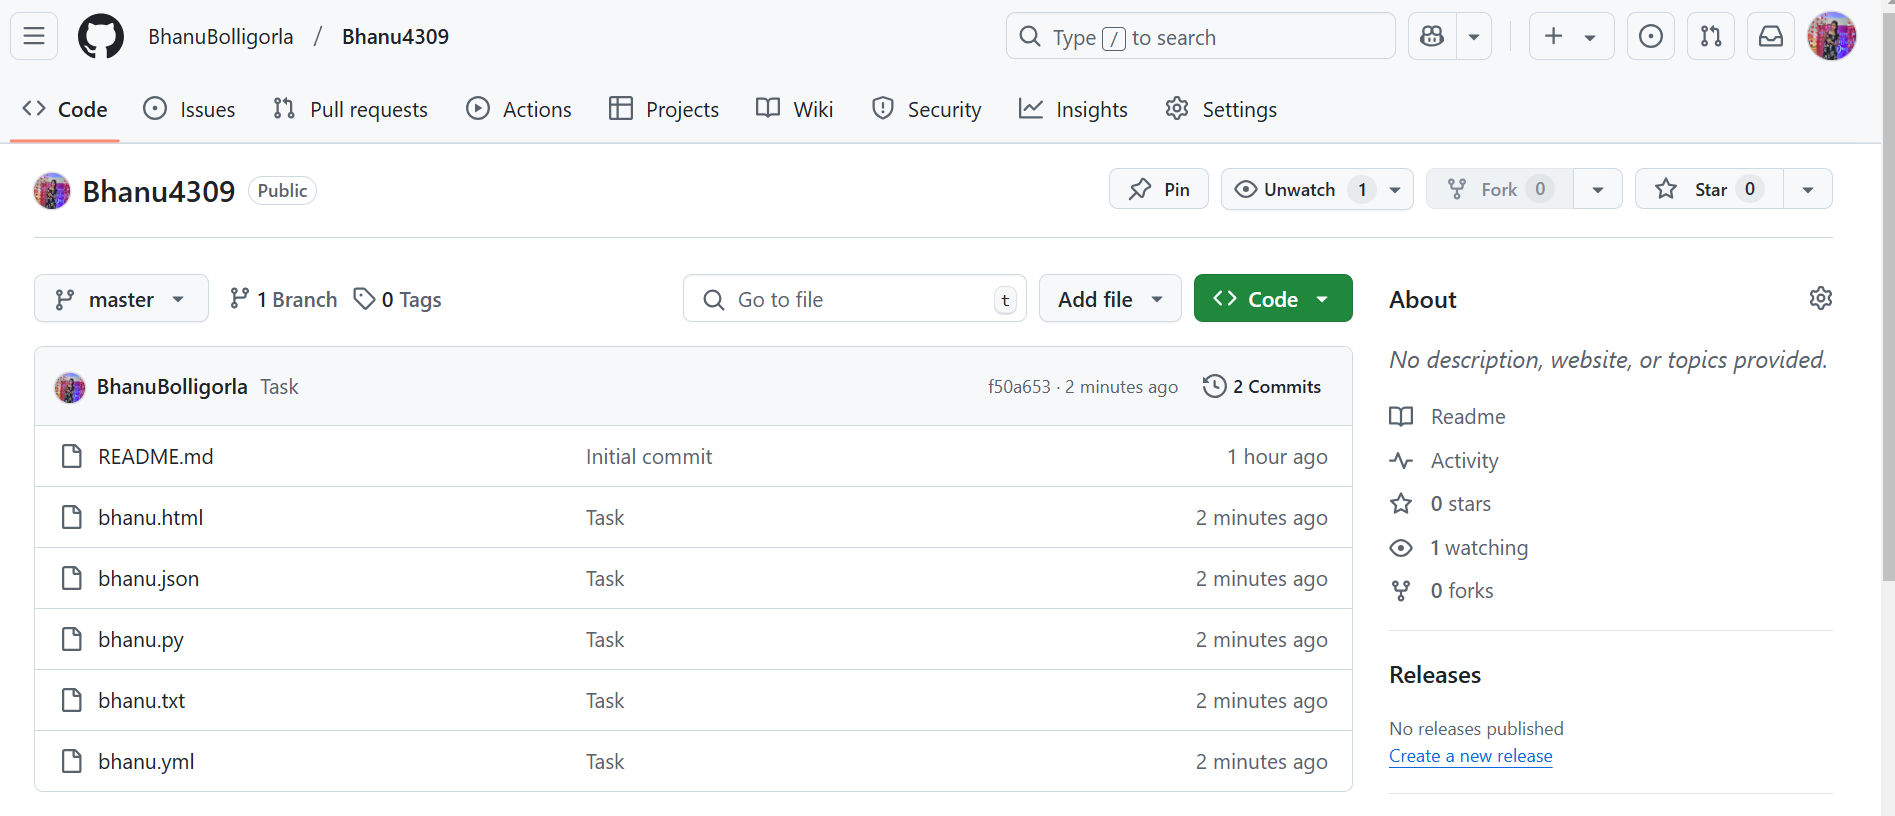 BhanuBolligorla / Bhanu4309
Type / to search
Code Issues Pull requests Actions Projects Wiki Security Insights Settings
Bhanu4309 Public
Pin Unwatch 1 Fork 0 Star 0
master 1 Branch 0 Tags Go to file t Add file Code
BhanuBolligorla Task f50a653 · 2 minutes ago 2 Commits
README.md Initial commit 1 hour ago
bhanu.html Task 2 minutes ago
bhanu.json Task 2 minutes ago
bhanu.py Task 2 minutes ago
bhanu.txt Task 2 minutes ago
bhanu.yml Task 2 minutes ago
About
No description, website, or topics provided.
Readme
Activity
0 stars
1 watching
0 forks
Releases
No releases published
Create a new release